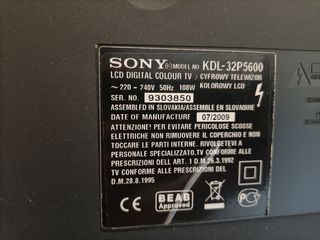 SONY ® MODEL NO KDL-32P5600
LCD DIGITAL COLOUR TV / CYFROWY TELEWIZOR
~ 220 - 240V 50Hz 108W KOLOROWY LCD
SER. NO. 9303850
ASSEMBLED IN SLOVAKIA/ASSEMBLE EN SLOVAQUIE
DATE OF MANUFACTURE 07/2009
ATTENZIONE! PER EVITARE PERICOLOSE SCOSSE
ELETTRICHE NON RIMUOVERE IL COPERCHIO E NON
TOCCARE LE PARTI INTERNE. RIVOLGETEVI A
PERSONALE SPECIALIZZATO. TV CONFORME ALLE
PRESCRIZIONI DELL'ART. 1 D.M.26.3.1992
TV CONFORME ALLE PRESCRIZIONI DEL
D.M.28.8.1995
CE
BEAB
Approved